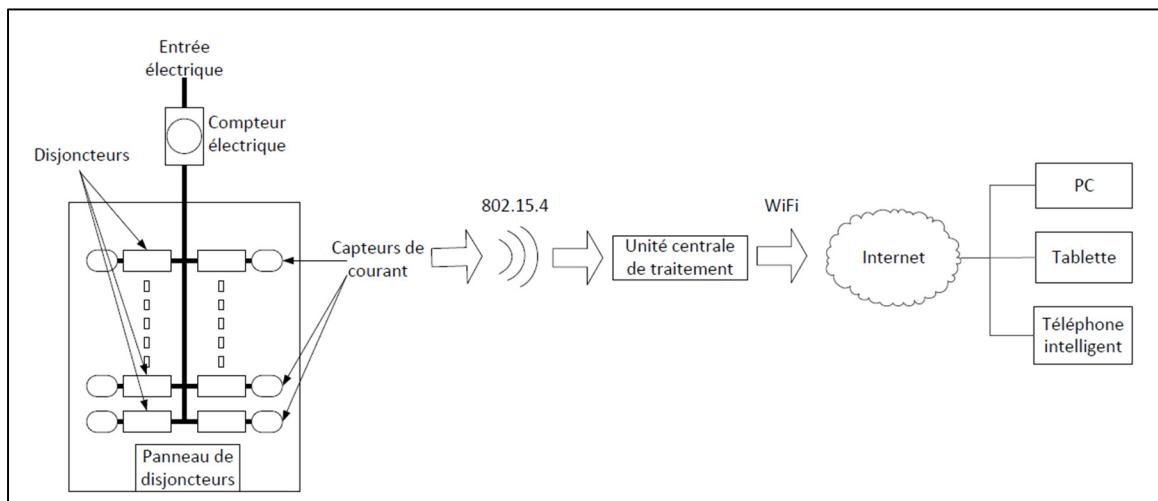 Entrée
électrique
Compteur
électrique
Disjoncteurs
Capteurs de
courant
Panneau de
disjoncteurs
802.15.4
Unité centrale
de traitement
WiFi
Internet
PC
Tablette
Téléphone
intelligent